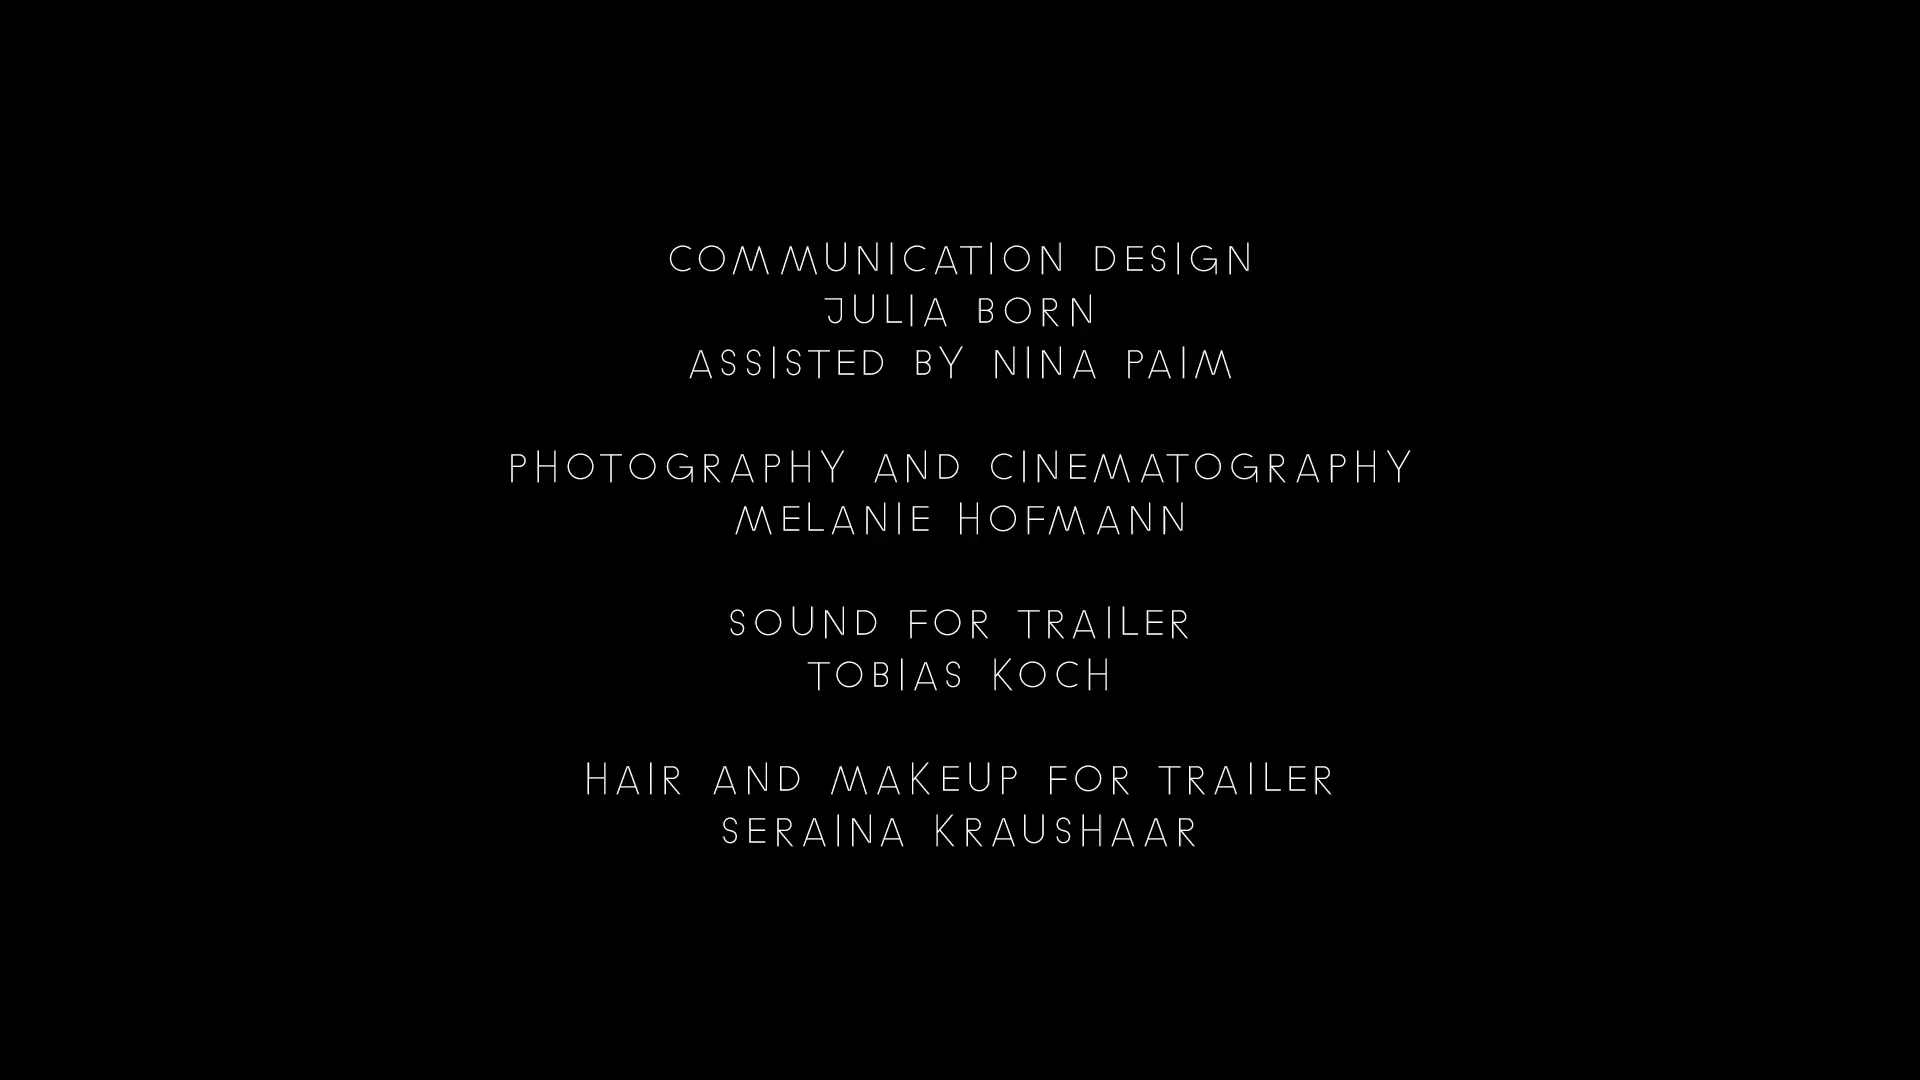 COMMUNICATION DESIGN
JULIA BORN
ASSISTED BY NINA PAIM
PHOTOGRAPHY AND CINEMATOGRAPHY
MELANIE HOFMANN
SOUND FOR TRAILER
TOBIAS KOCH
HAIR AND MAKEUP FOR TRAILER
SERAINA KRAUSHAAR